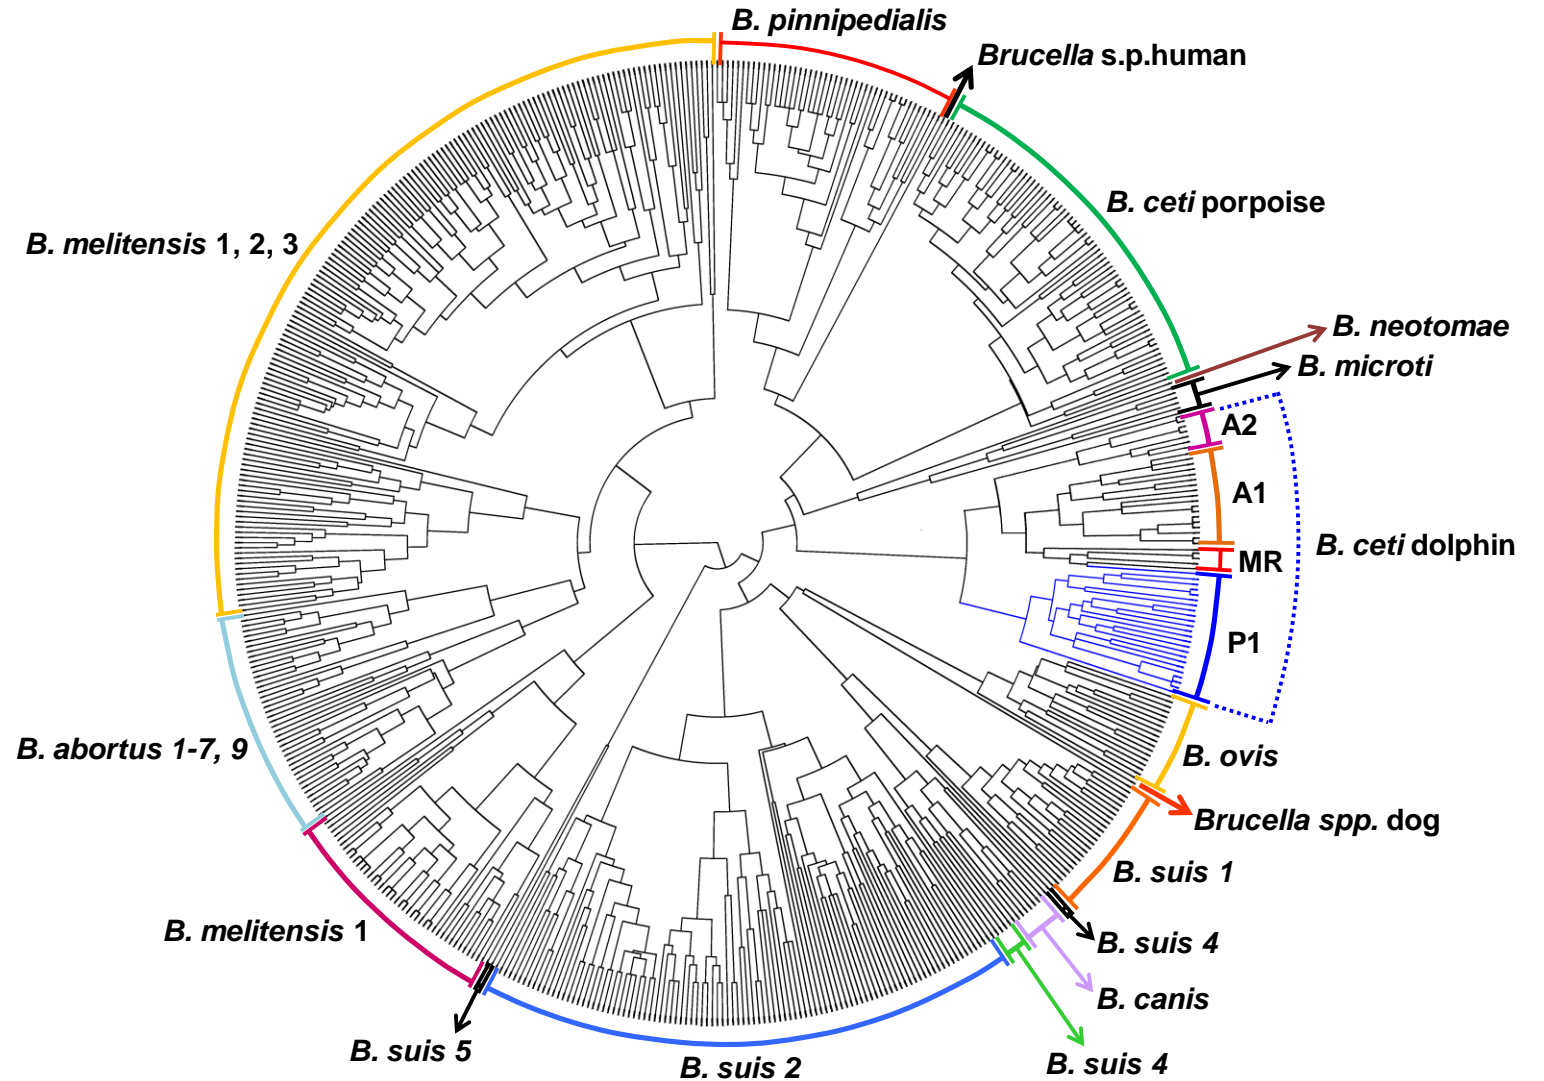 B. pinnipedialis
Brucella s.p.human
B. ceti porpoise
B. melitensis 1, 2, 3
B. neotomae
B. microti
A2
A1
B. ceti dolphin
MR
P1
B. abortus 1-7, 9
B. ovis
Brucella spp. dog
B. suis 1
B. melitensis 1
B. suis 4
B. canis
B. suis 5
B. suis 2
B. suis 4